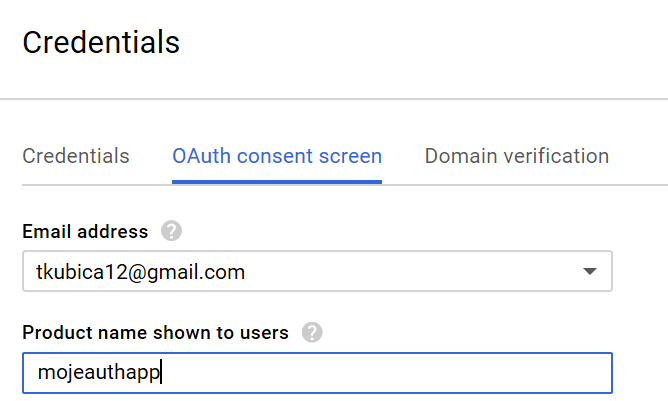 Credentials
Credentials OAuth consent screen Domain verification
Email address ?
tkubica12@gmail.com
Product name shown to users ?
mojeauthapp